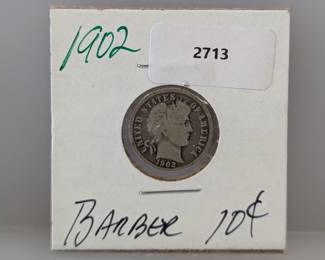 1902
2713
UNITED STATES OF AMERICA
1902
BARBER 10¢